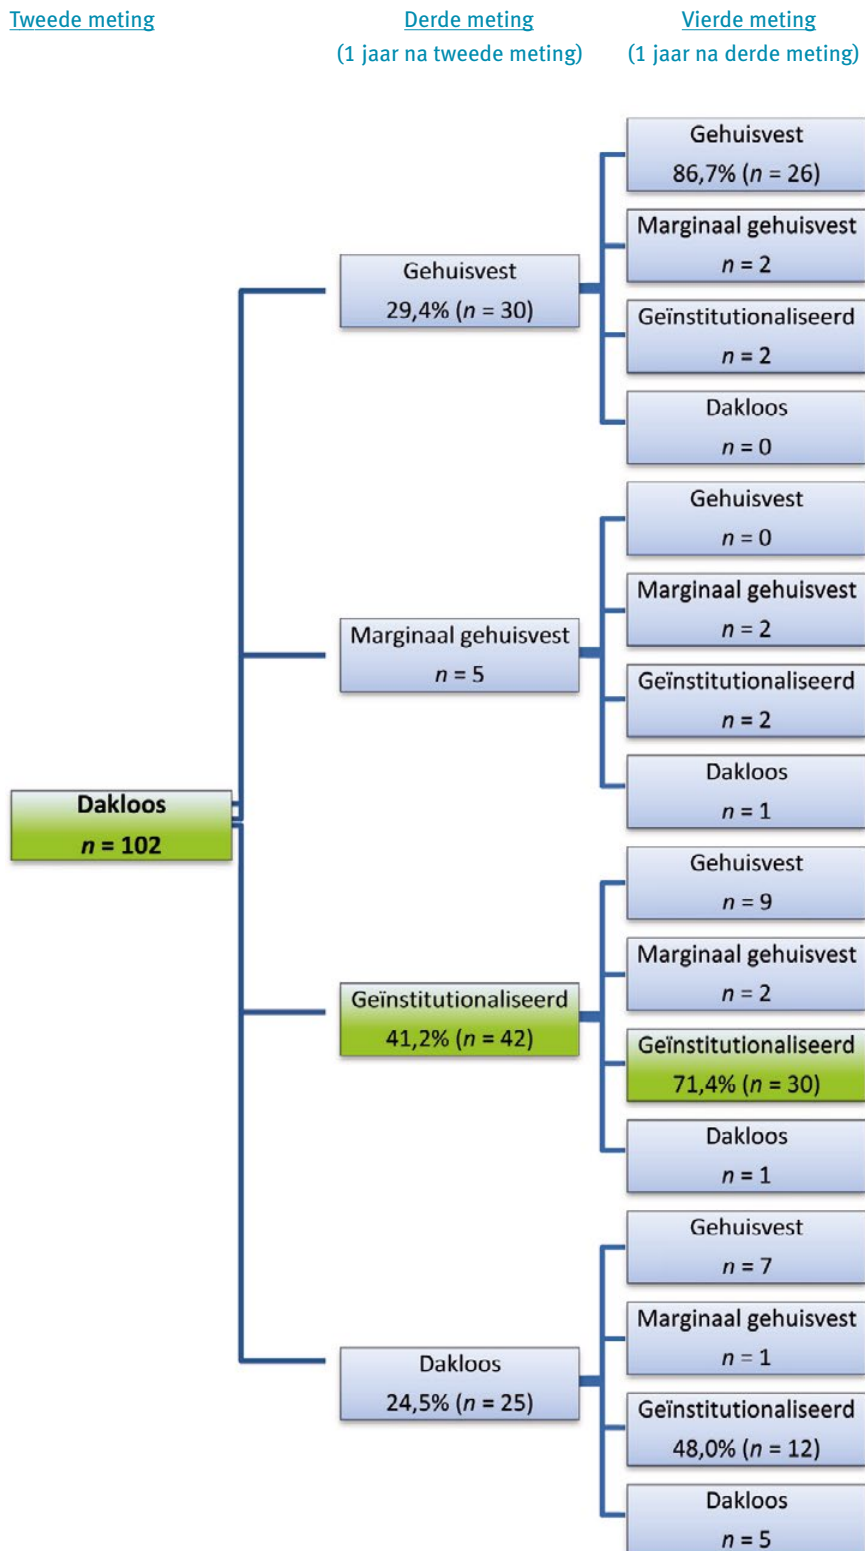 Tweede meting
Derde meting
(1 jaar na tweede meting)
Vierde meting
(1 jaar na derde meting)
Dakloos
n = 102
Gehuisvest
29,4% (n = 30)
Gehuisvest
86,7% (n = 26)
Marginaal gehuisvest
n = 2
Geïnstitutionaliseerd
n = 2
Dakloos
n = 0
Marginaal gehuisvest
n = 5
Gehuisvest
n = 0
Marginaal gehuisvest
n = 2
Geïnstitutionaliseerd
n = 2
Dakloos
n = 1
Geïnstitutionaliseerd
41,2% (n = 42)
Gehuisvest
n = 9
Marginaal gehuisvest
n = 2
Geïnstitutionaliseerd
71,4% (n = 30)
Dakloos
n = 1
Dakloos
24,5% (n = 25)
Gehuisvest
n = 7
Marginaal gehuisvest
n = 1
Geïnstitutionaliseerd
48,0% (n = 12)
Dakloos
n = 5